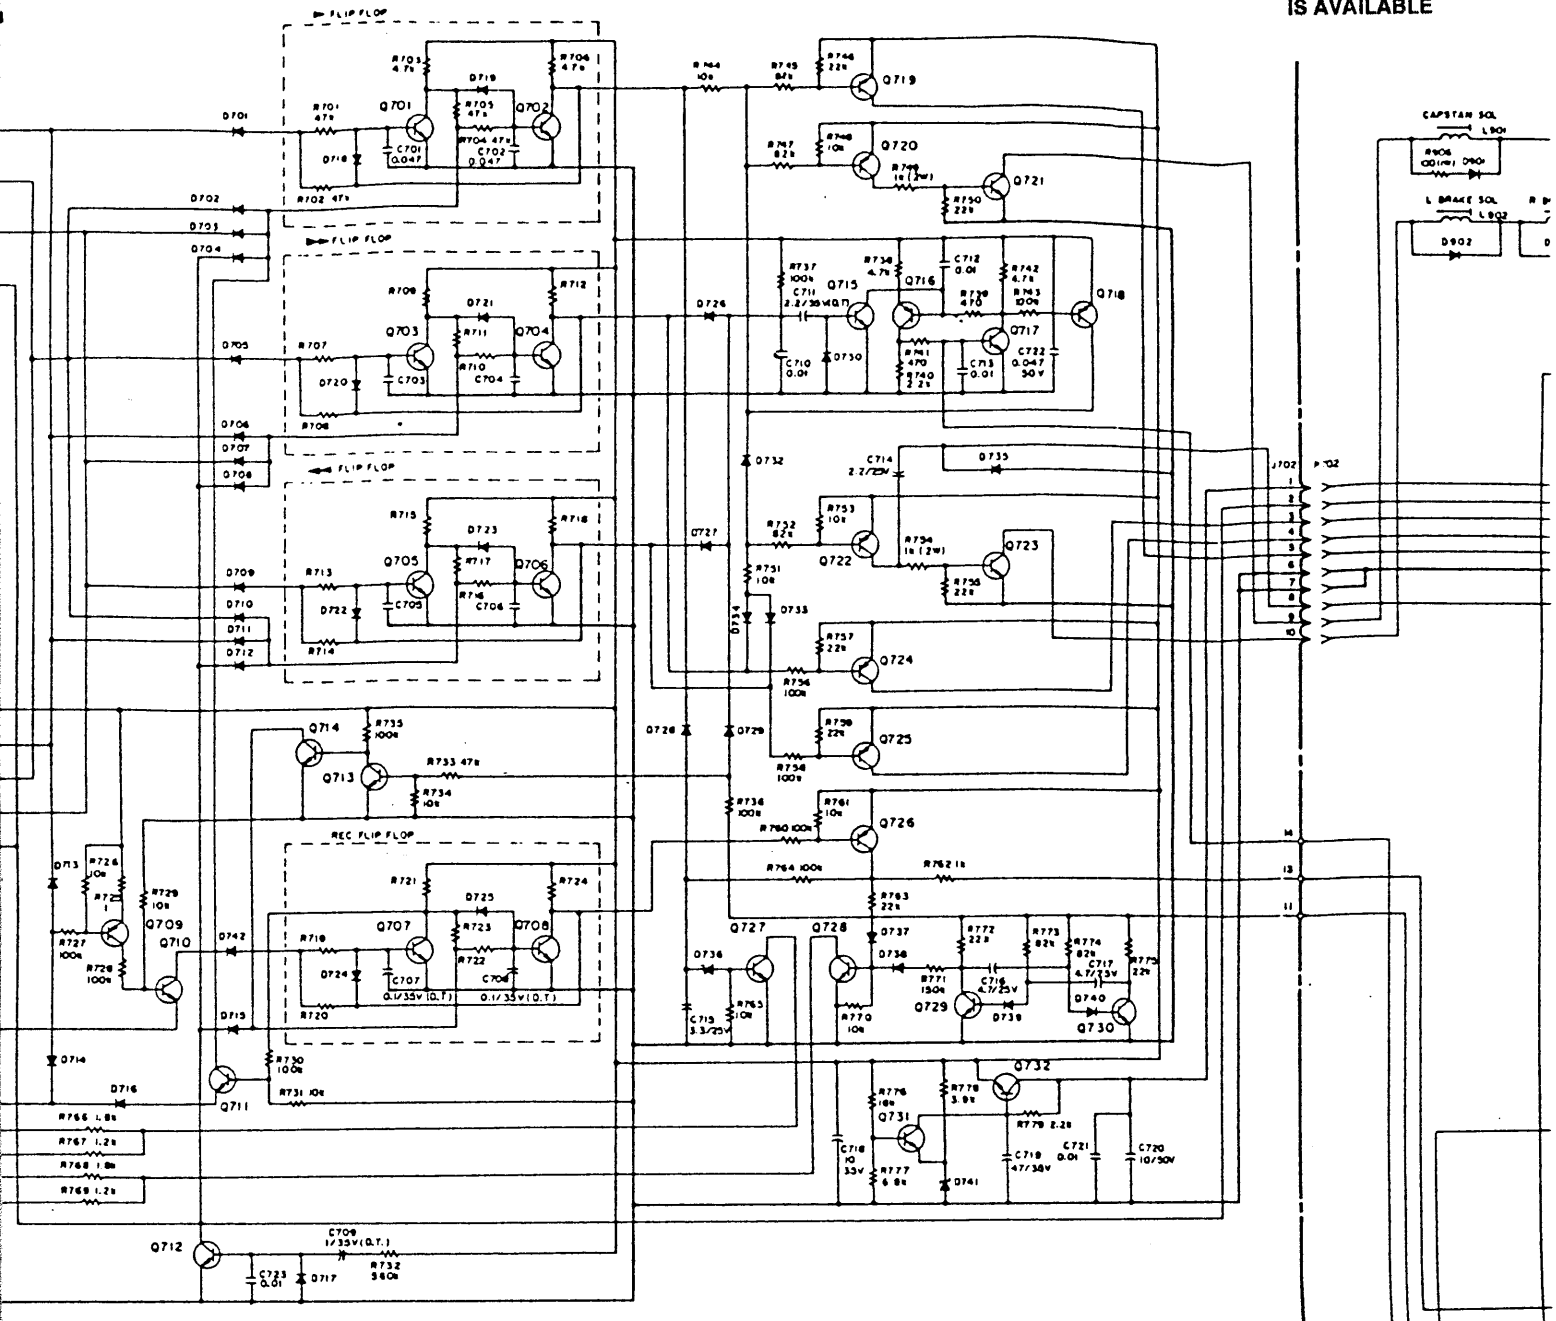 IS AVAILABLE
FLIP FLOP
R703
4.7k
R706
4.7k
D719
D701
R701
47k
Q701
R705
47k
Q702
R704 47k
D718
C701
0.047
C702
0.047
R702 47k
D702
D703
D704
R744
10k
R745
82k
R746
22k
Q719
R747
82k
R748
10k
Q720
R749
1k (2W)
Q721
R750
22k
CAPSTAN SOL
L901
R906
D901
L BRAKE SOL
L902
D902
FLIP FLOP
R709
D721
R712
D705
R707
Q703
R711
Q704
R710
D720
C703
C704
R708
D706
D707
D708
D726
R737
100k
C711
Q715
R738
4.7k
Q716
C712
0.01
R739
470
R742
4.7k
R743
100k
Q718
Q717
C710
0.01
D730
R741
470
R740
2.2k
C713
0.01
C722
0.047
50V
FLIP FLOP
R715
D723
R718
D709
R713
Q705
R717
Q706
R716
D722
C705
C706
D710
D711
D712
R714
D727
D732
C714
2.2/25V
D735
R753
10k
R752
82k
Q722
R754
1k (2W)
Q723
R755
22k
R751
10k
D734
D733
R757
22k
Q724
R756
100k
R759
22k
Q725
R758
100k
J702
1
2
3
4
5
6
7
8
9
10
14
13
11
Q714
R735
100k
Q713
R733 47k
R734
10k
D728
D729
R736
100k
R761
10k
Q726
R760 100k
R764 100k
R762 1k
R763
22k
REC FLIP FLOP
R721
D725
R724
D713
R726
10k
R729
10k
Q709
Q710
R727
100k
R728
100k
D742
R719
Q707
R723
Q708
R722
D724
C707
0.1/35V (D.T)
C708
0.1/35V (D.T)
R720
D715
D714
D716
Q711
R730
100k
R731 10k
Q727
Q728
D736
R765
10k
C715
3.3/25V
D737
D738
R770
10k
R771
150k
R772
22k
C716
4.7/25V
Q729
D739
R773
82k
R774
82k
C717
4.7/25V
R775
22k
D740
Q730
R766 1.8k
R767 1.2k
R768 1.8k
R769 1.2k
Q732
R776
18k
R778
3.9k
Q731
R779 2.2k
C718
10
35V
R777
6.8k
D741
C719
47/35V
C721
0.01
C720
10/50V
Q712
C709
1/35V (D.T.)
R732
560k
C723
0.01
D717